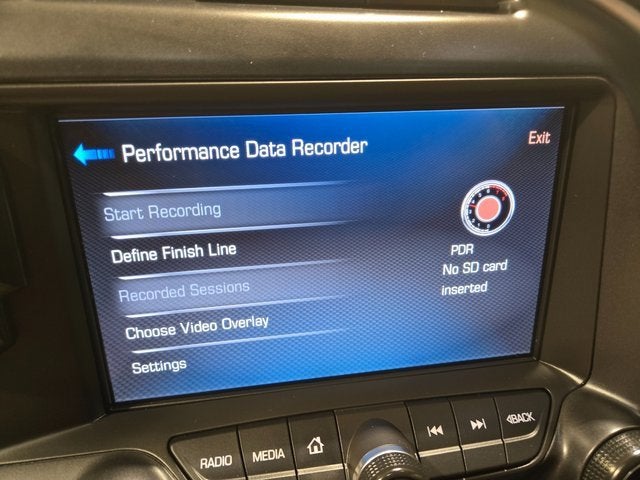 Performance Data Recorder
Exit
Start Recording
Define Finish Line
Recorded Sessions
Choose Video Overlay
Settings
PDR
No SD card
inserted
RADIO
MEDIA
BACK